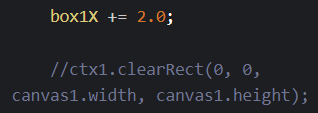 box1X += 2.0;
//ctx1.clearRect(0, 0,
canvas1.width, canvas1.height);